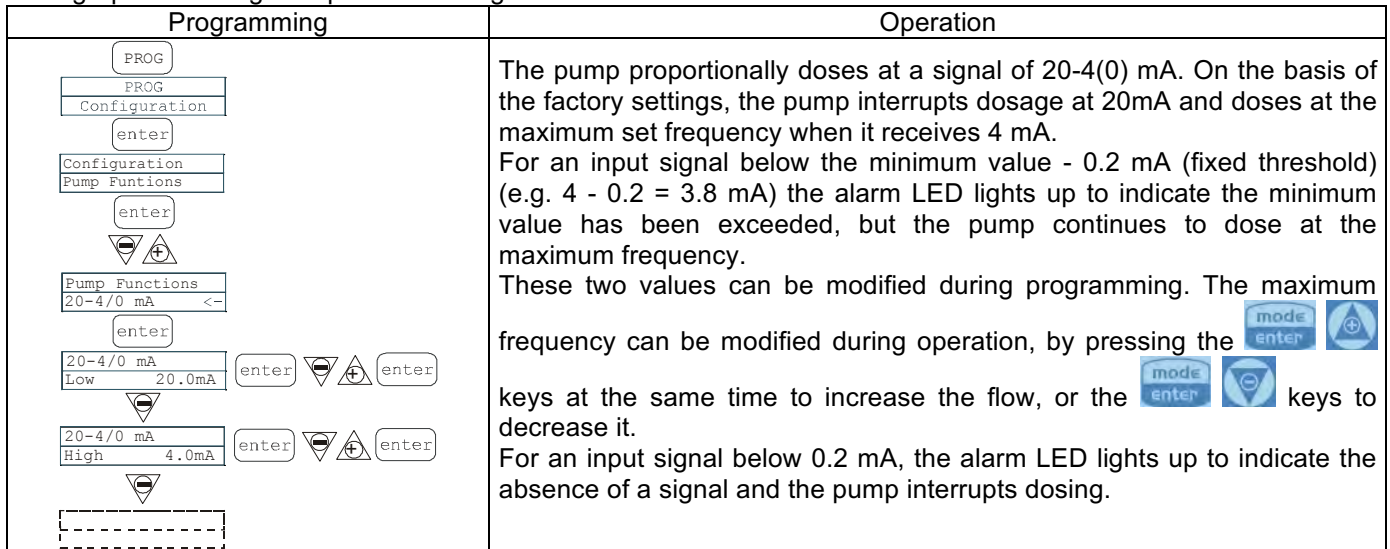 Programming
Operation
PROG
PROG
Configuration
enter
Configuration
Pump Funtions
enter
Pump Functions
20-4/0 mA <-
enter
20-4/0 mA
Low 20.0mA
enter
enter
20-4/0 mA
High 4.0mA
enter
enter
The pump proportionally doses at a signal of 20-4(0) mA. On the basis of
the factory settings, the pump interrupts dosage at 20mA and doses at the
maximum set frequency when it receives 4 mA.
For an input signal below the minimum value - 0.2 mA (fixed threshold)
(e.g. 4 - 0.2 = 3.8 mA) the alarm LED lights up to indicate the minimum
value has been exceeded, but the pump continues to dose at the
maximum frequency.
These two values can be modified during programming. The maximum
frequency can be modified during operation, by pressing the mode enter
keys at the same time to increase the flow, or the mode enter keys to
decrease it.
For an input signal below 0.2 mA, the alarm LED lights up to indicate the
absence of a signal and the pump interrupts dosing.